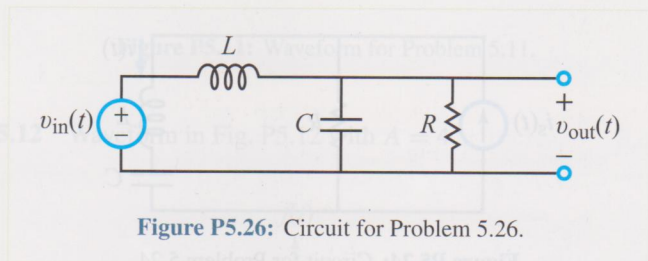 L
v_in(t)
+
C
R
+
v_out(t)
−
Figure P5.26: Circuit for Problem 5.26.